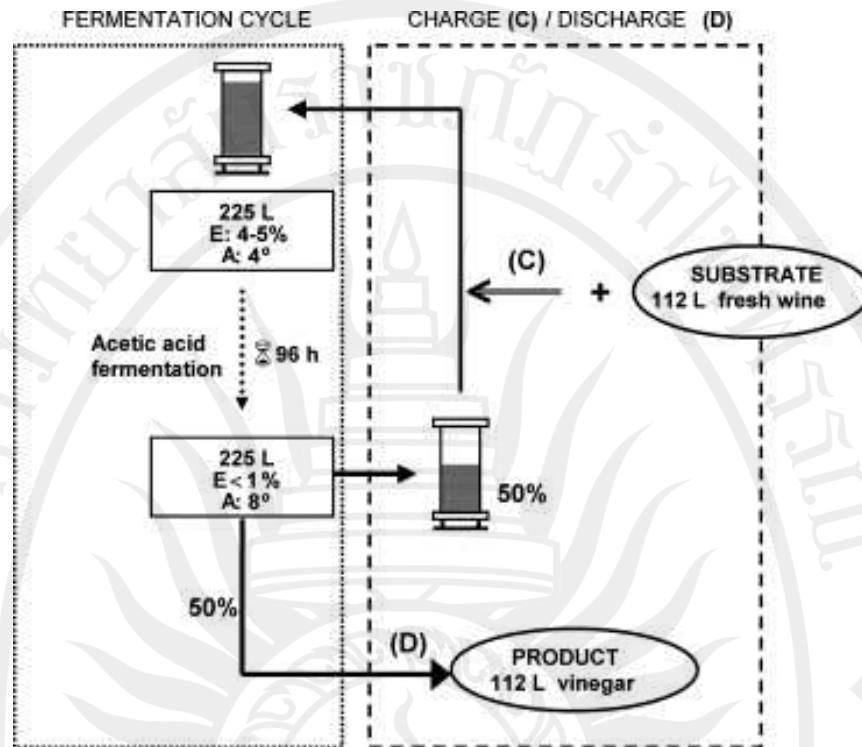 FERMENTATION CYCLE
CHARGE (C) / DISCHARGE (D)
225 L
E: 4-5%
A: 4º
(C)
+
SUBSTRATE
112 L fresh wine
Acetic acid
fermentation
96 h
225 L
E < 1%
A: 8º
50%
50%
(D)
PRODUCT
112 L vinegar